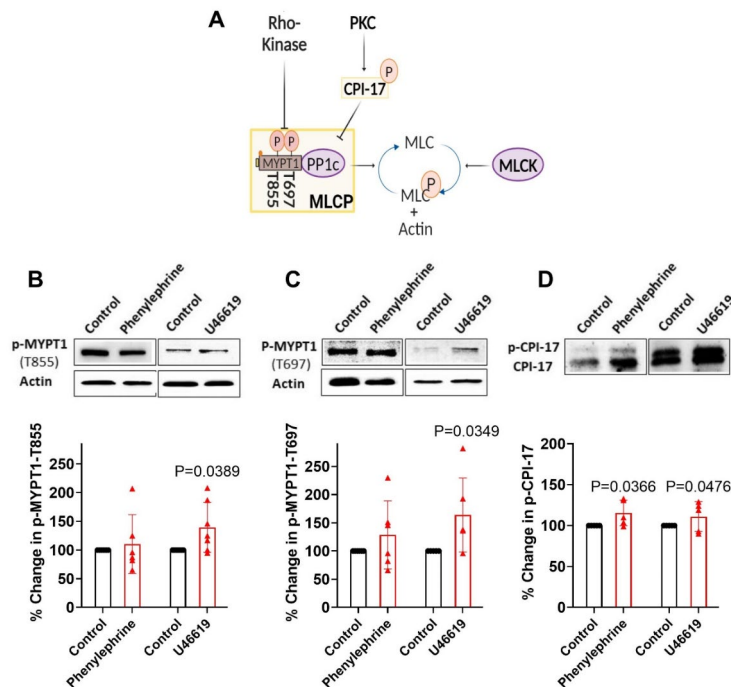 A
Rho-
Kinase
PKC
P
CPI-17
P P
MYPT1
PP1c
T855
T697
MLCP
MLC
P
MLC
+
Actin
MLCK
B
Control
Phenylephrine
Control
U46619
p-MYPT1
(T855)
Actin
% Change in p-MYPT1-T855
250
200
150
100
50
0
P=0.0389
Control
Phenylephrine
Control
U46619
C
Control
Phenylephrine
Control
U46619
P-MYPT1
(T697)
Actin
% Change in p-MYPT1-T697
250
200
150
100
50
0
P=0.0349
Control
Phenylephrine
Control
U46619
D
Control
Phenylephrine
Control
U46619
p-CPI-17
CPI-17
% Change in p-CPI-17
200
150
100
50
0
P=0.0366
P=0.0476
Control
Phenylephrine
Control
U46619